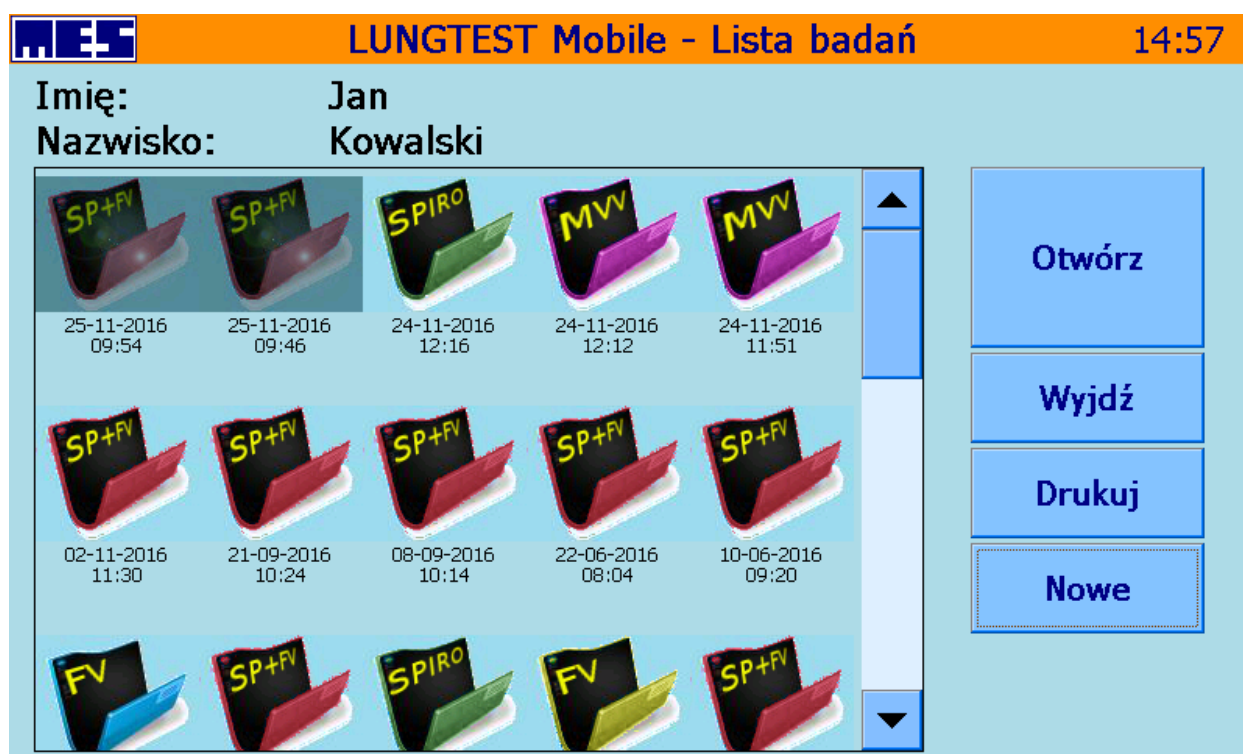 MES LUNGTEST Mobile - Lista badań 14:57
Imię: Jan
Nazwisko: Kowalski
SP+FV SP+FV SPIRO MVV MVV
25-11-2016 25-11-2016 24-11-2016 24-11-2016 24-11-2016
09:54 09:46 12:16 12:12 11:51
SP+FV SP+FV SP+FV SP+FV SP+FV
02-11-2016 21-09-2016 08-09-2016 22-06-2016 10-06-2016
11:30 10:24 10:14 08:04 09:20
FV SP+FV SPIRO FV SP+FV
Otwórz
Wyjdź
Drukuj
Nowe